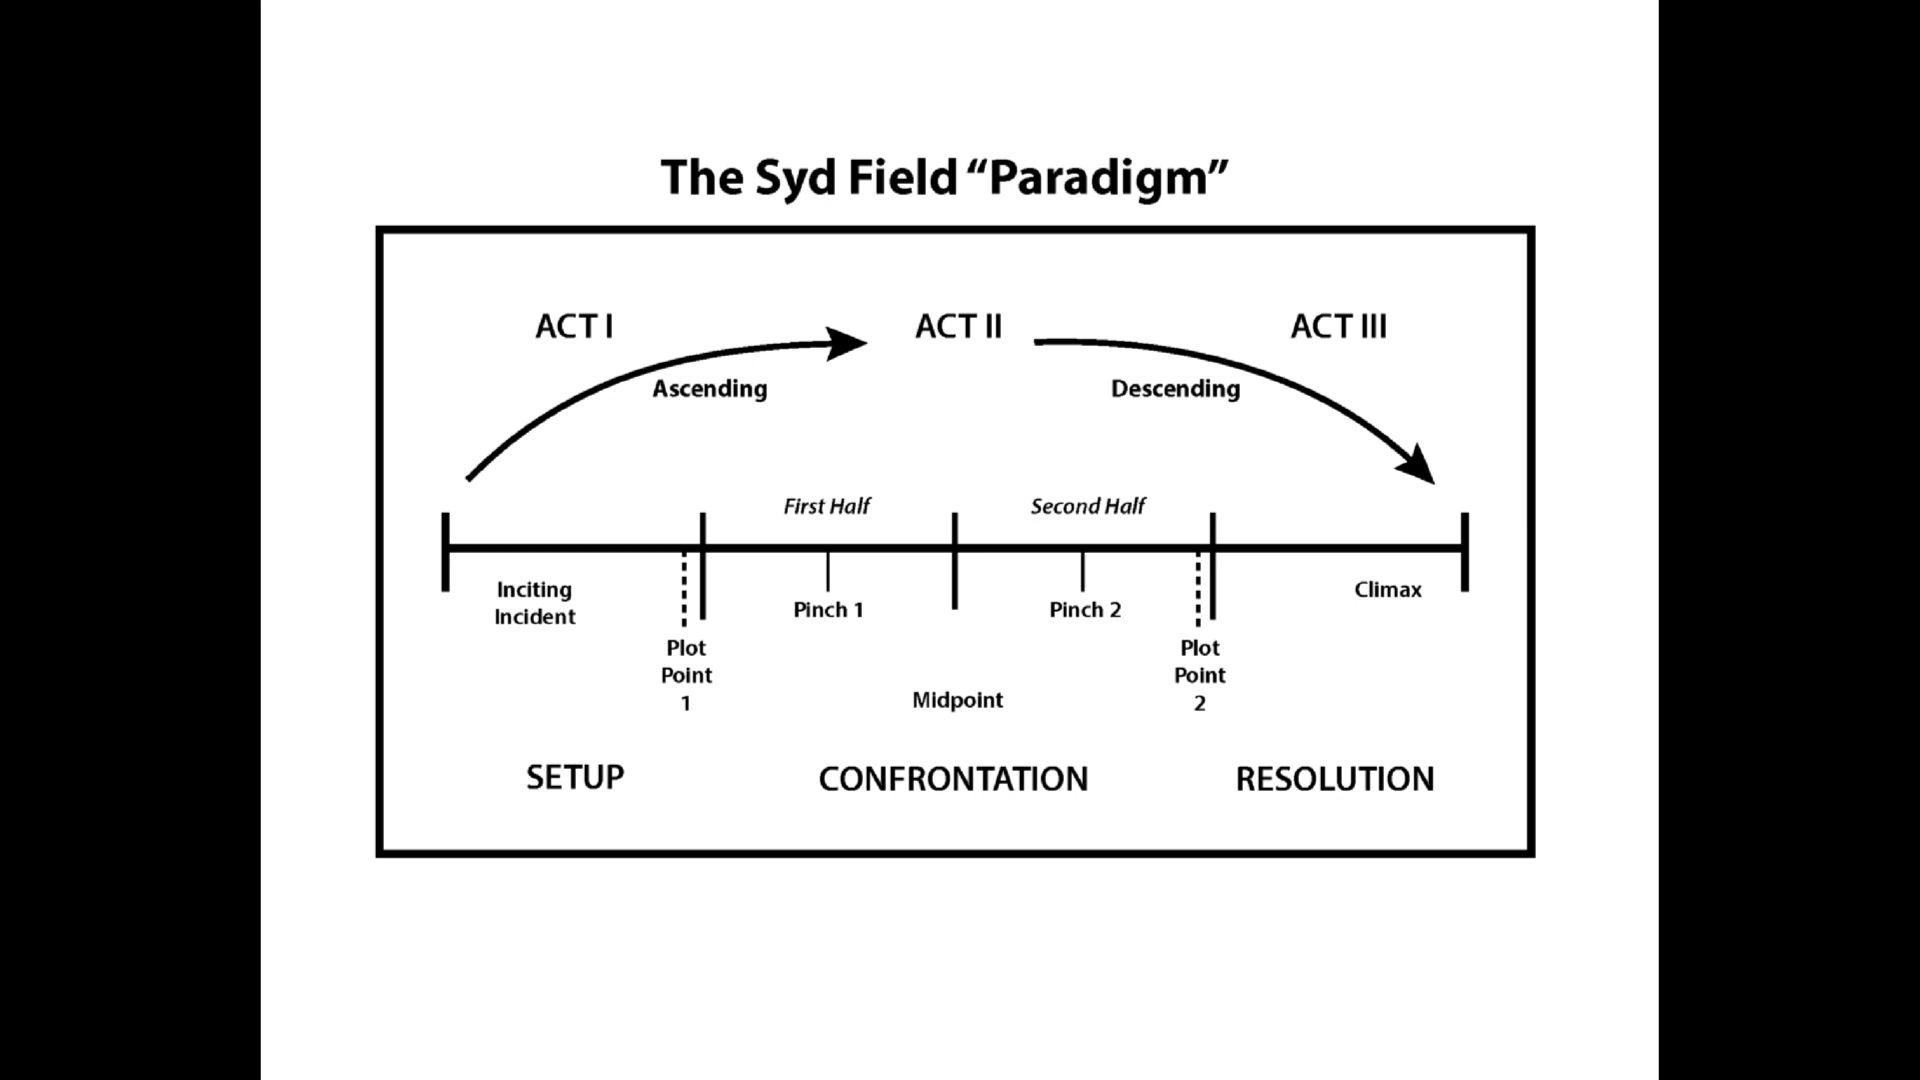 The Syd Field “Paradigm”
ACT I
ACT II
ACT III
Ascending
Descending
First Half
Second Half
Inciting
Incident
Plot
Point
1
Pinch 1
Midpoint
Pinch 2
Plot
Point
2
Climax
SETUP
CONFRONTATION
RESOLUTION